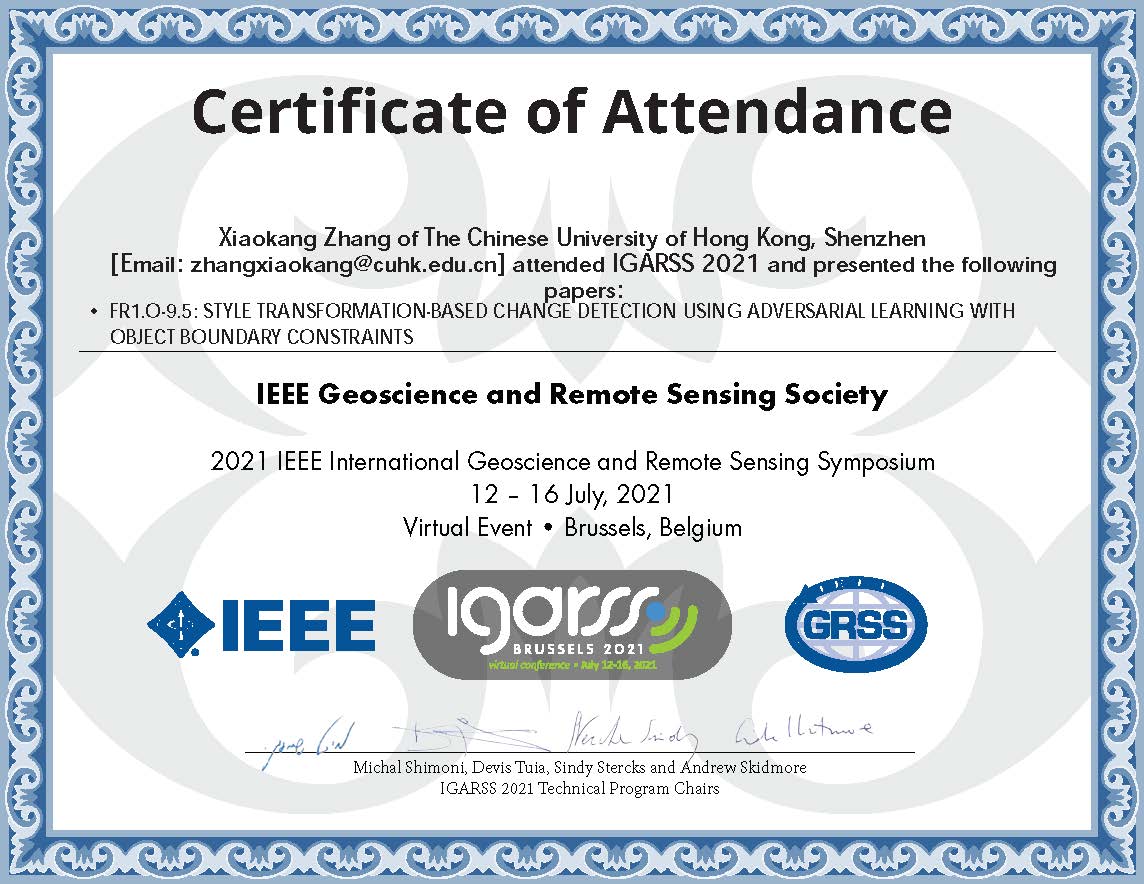 Certificate of Attendance
Xiaokang Zhang of The Chinese University of Hong Kong, Shenzhen
[Email: zhangxiaokang@cuhk.edu.cn] attended IGARSS 2021 and presented the following
papers:
• FR1.O-9.5: STYLE TRANSFORMATION-BASED CHANGE DETECTION USING ADVERSARIAL LEARNING WITH
OBJECT BOUNDARY CONSTRAINTS
IEEE Geoscience and Remote Sensing Society
2021 IEEE International Geoscience and Remote Sensing Symposium
12 – 16 July, 2021
Virtual Event • Brussels, Belgium
IEEE
igarss
BRUSSELS 2021
virtual conference • July 12-16, 2021
GRSS
Michal Shimoni, Devis Tuia, Sindy Stercks and Andrew Skidmore
IGARSS 2021 Technical Program Chairs